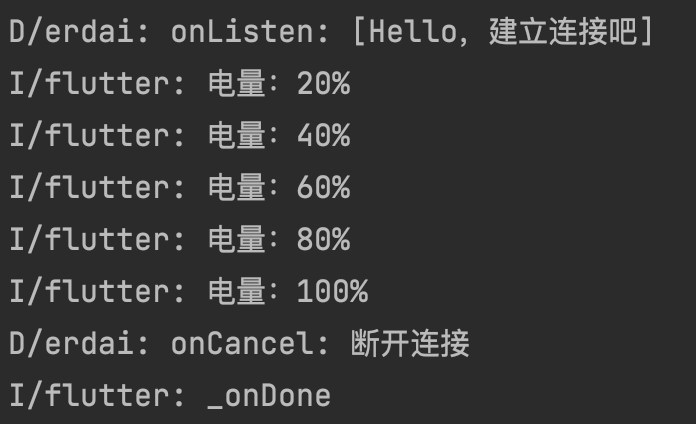 D/erdai: onListen: [Hello, 建立连接吧]
I/flutter: 电量：20%
I/flutter: 电量：40%
I/flutter: 电量：60%
I/flutter: 电量：80%
I/flutter: 电量：100%
D/erdai: onCancel: 断开连接
I/flutter: _onDone